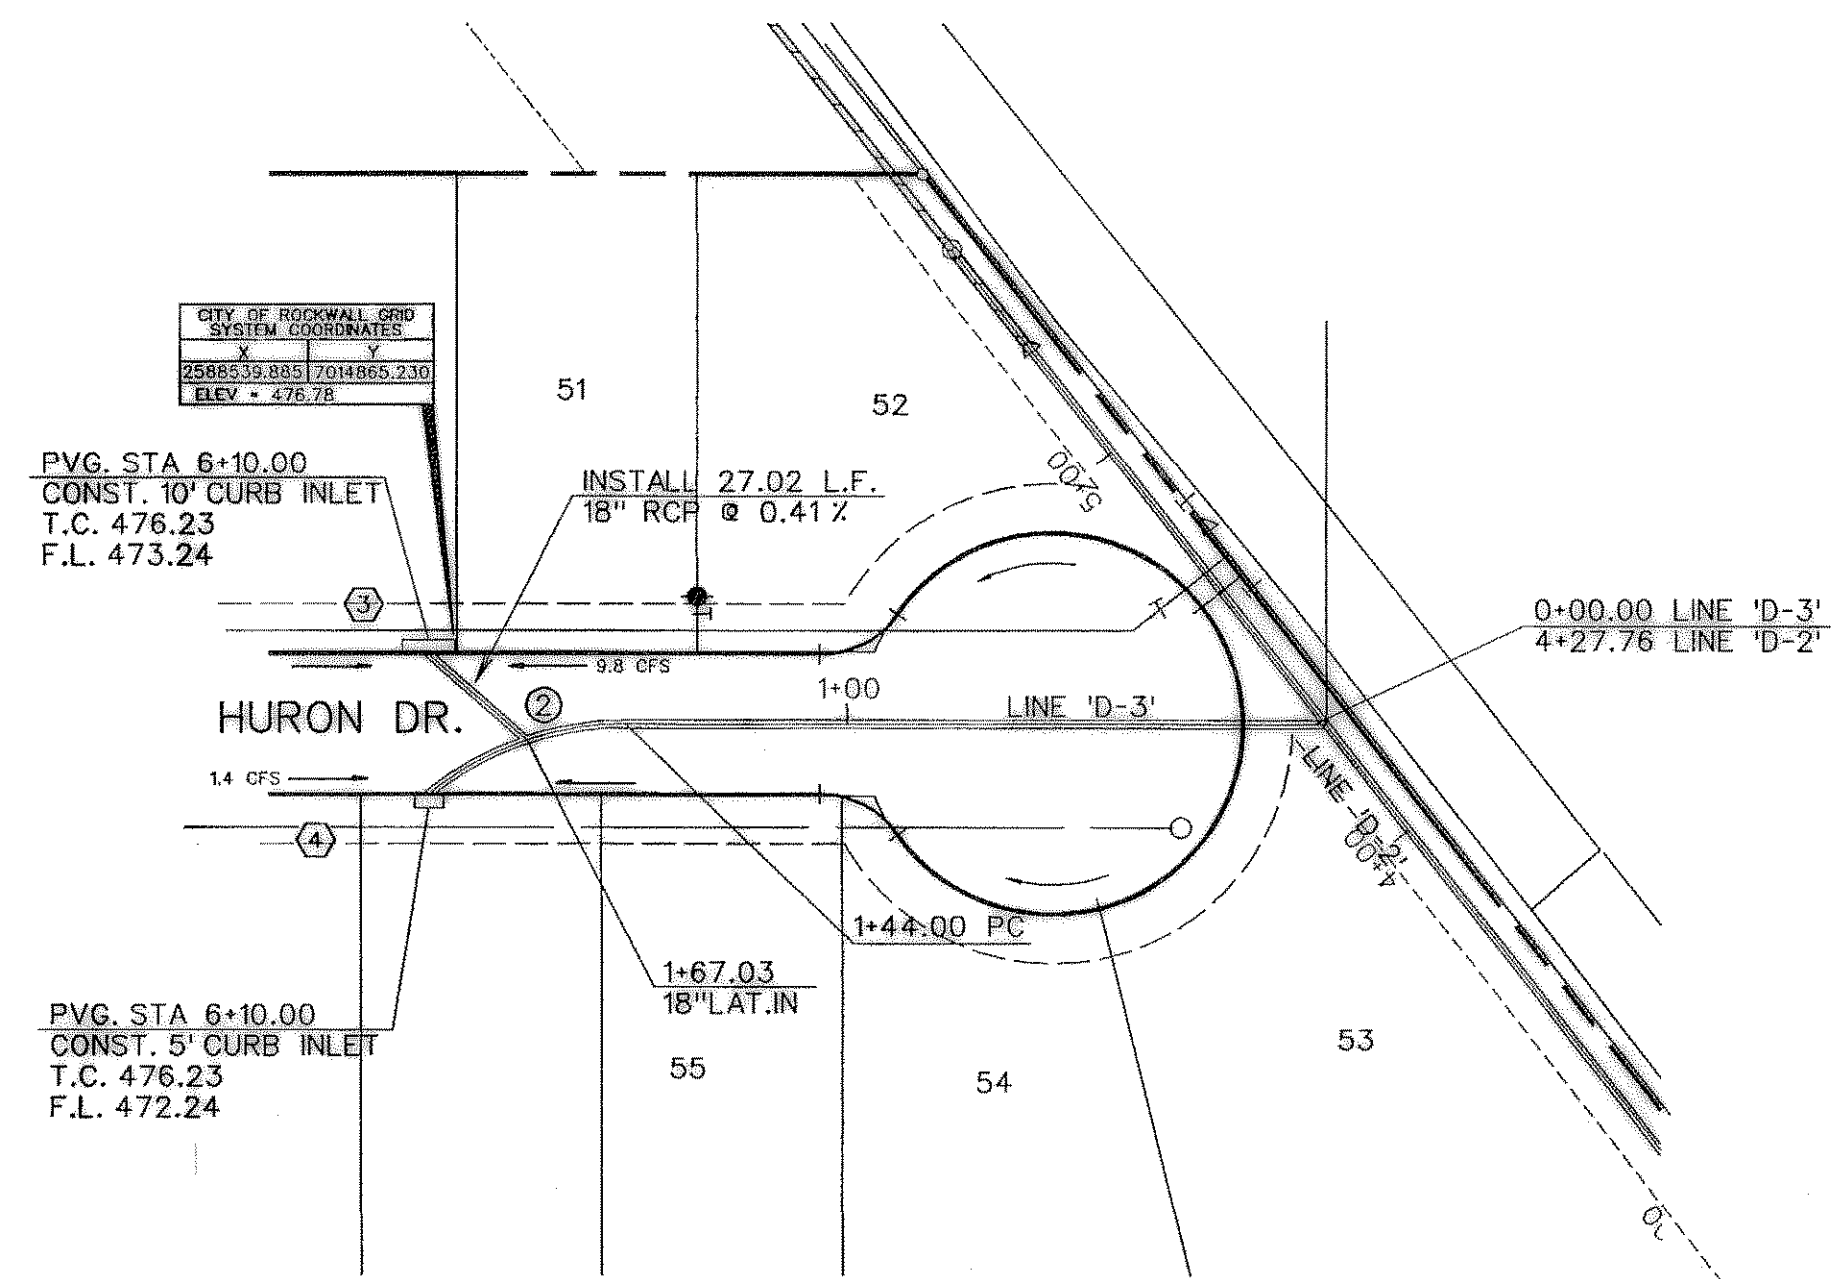 CITY OF ROCKWALL GRID
SYSTEM COORDINATES
X Y
2588539.885 7014865.230
ELEV = 476.78
51
52
PVG. STA 6+10.00
CONST. 10' CURB INLET
T.C. 476.23
F.L. 473.24
INSTALL 27.02 L.F.
18" RCP @ 0.41%
5+00
3
0+00.00 LINE 'D-3'
4+27.76 LINE 'D-2'
9.8 CFS
1+00
2
LINE 'D-3'
HURON DR.
1.4 CFS
LINE 'D-2'
4+00
4
1+44.00 PC
1+67.03
18" LAT.IN
PVG. STA 6+10.00
CONST. 5' CURB INLET
T.C. 476.23
F.L. 472.24
55
54
53